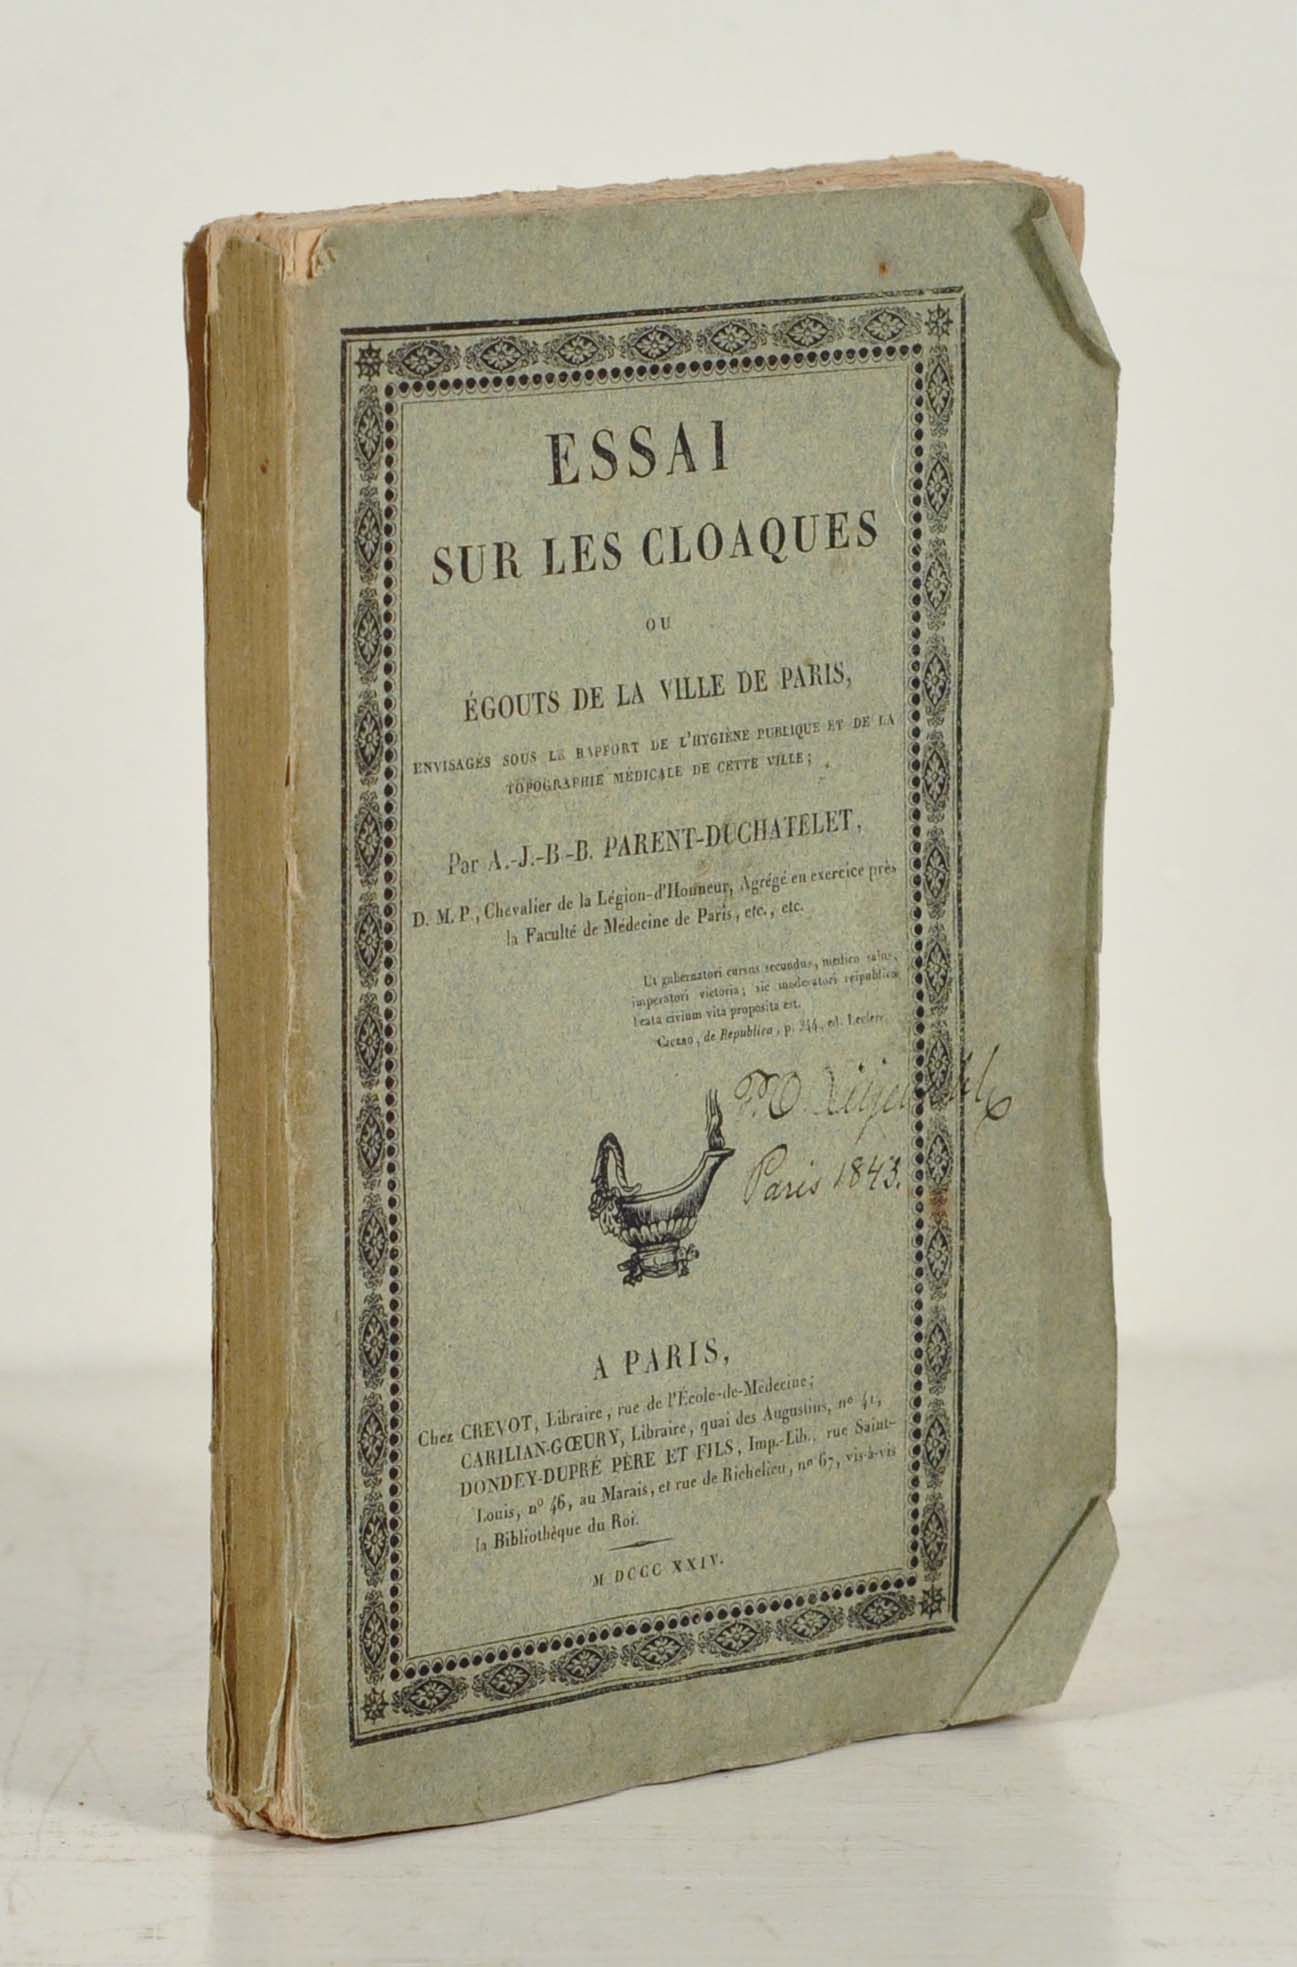 ESSAI
SUR LES CLOAQUES
OU
ÉGOUTS DE LA VILLE DE PARIS,
ENVISAGÉS SOUS LE RAPPORT DE L'HYGIÈNE PUBLIQUE ET DE LA
TOPOGRAPHIE MÉDICALE DE CETTE VILLE;
Par A.-J.-B-B. PARENT-DUCHATELET,
D. M. P., Chevalier de la Légion-d'Honneur, Agrégé en exercice près
la Faculté de Médecine de Paris, etc., etc.
Ut gubernatori cursus secundus, medico salus,
imperatori victoria; sic moderatori reipublicæ
beata civium vita proposita est.
Cicero, de Republica, p. 244, ed. Leclerc.
Paris 1843.
A PARIS,
Chez CREVOT, Libraire, rue de l'École-de-Médecine;
CARILIAN-GŒURY, Libraire, quai des Augustins, nº 41;
DONDEY-DUPRÉ PÈRE ET FILS, Imp.-Lib., rue Saint-
Louis, nº 46, au Marais, et rue de Richelieu, nº 67, vis-à-vis
la Bibliothèque du Roi.
M DCCC XXIV.